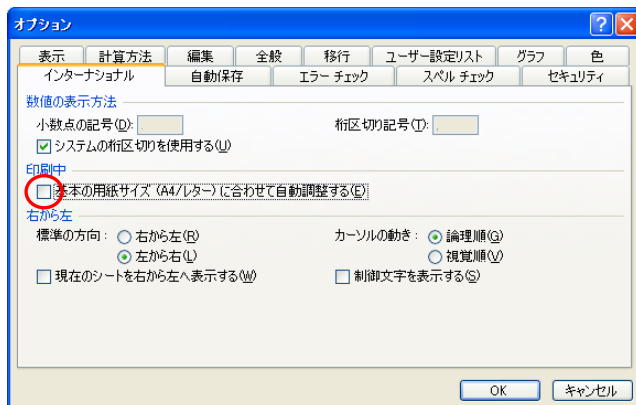 オプション
表示 計算方法 編集 全般 移行 ユーザー設定リスト グラフ 色
インターナショナル 自動保存 エラー チェック スペル チェック セキュリティ
数値の表示方法
小数点の記号(D): . 桁区切り記号(T): ,
システムの桁区切りを使用する(U)
印刷中
基本の用紙サイズ (A4/レター) に合わせて自動調整する(E)
右から左
標準の方向: 右から左(R) カーソルの動き: 論理順(G)
左から右(L) 視覚順(V)
現在のシートを右から左へ表示する(W) 制御文字を表示する(S)
OK キャンセル